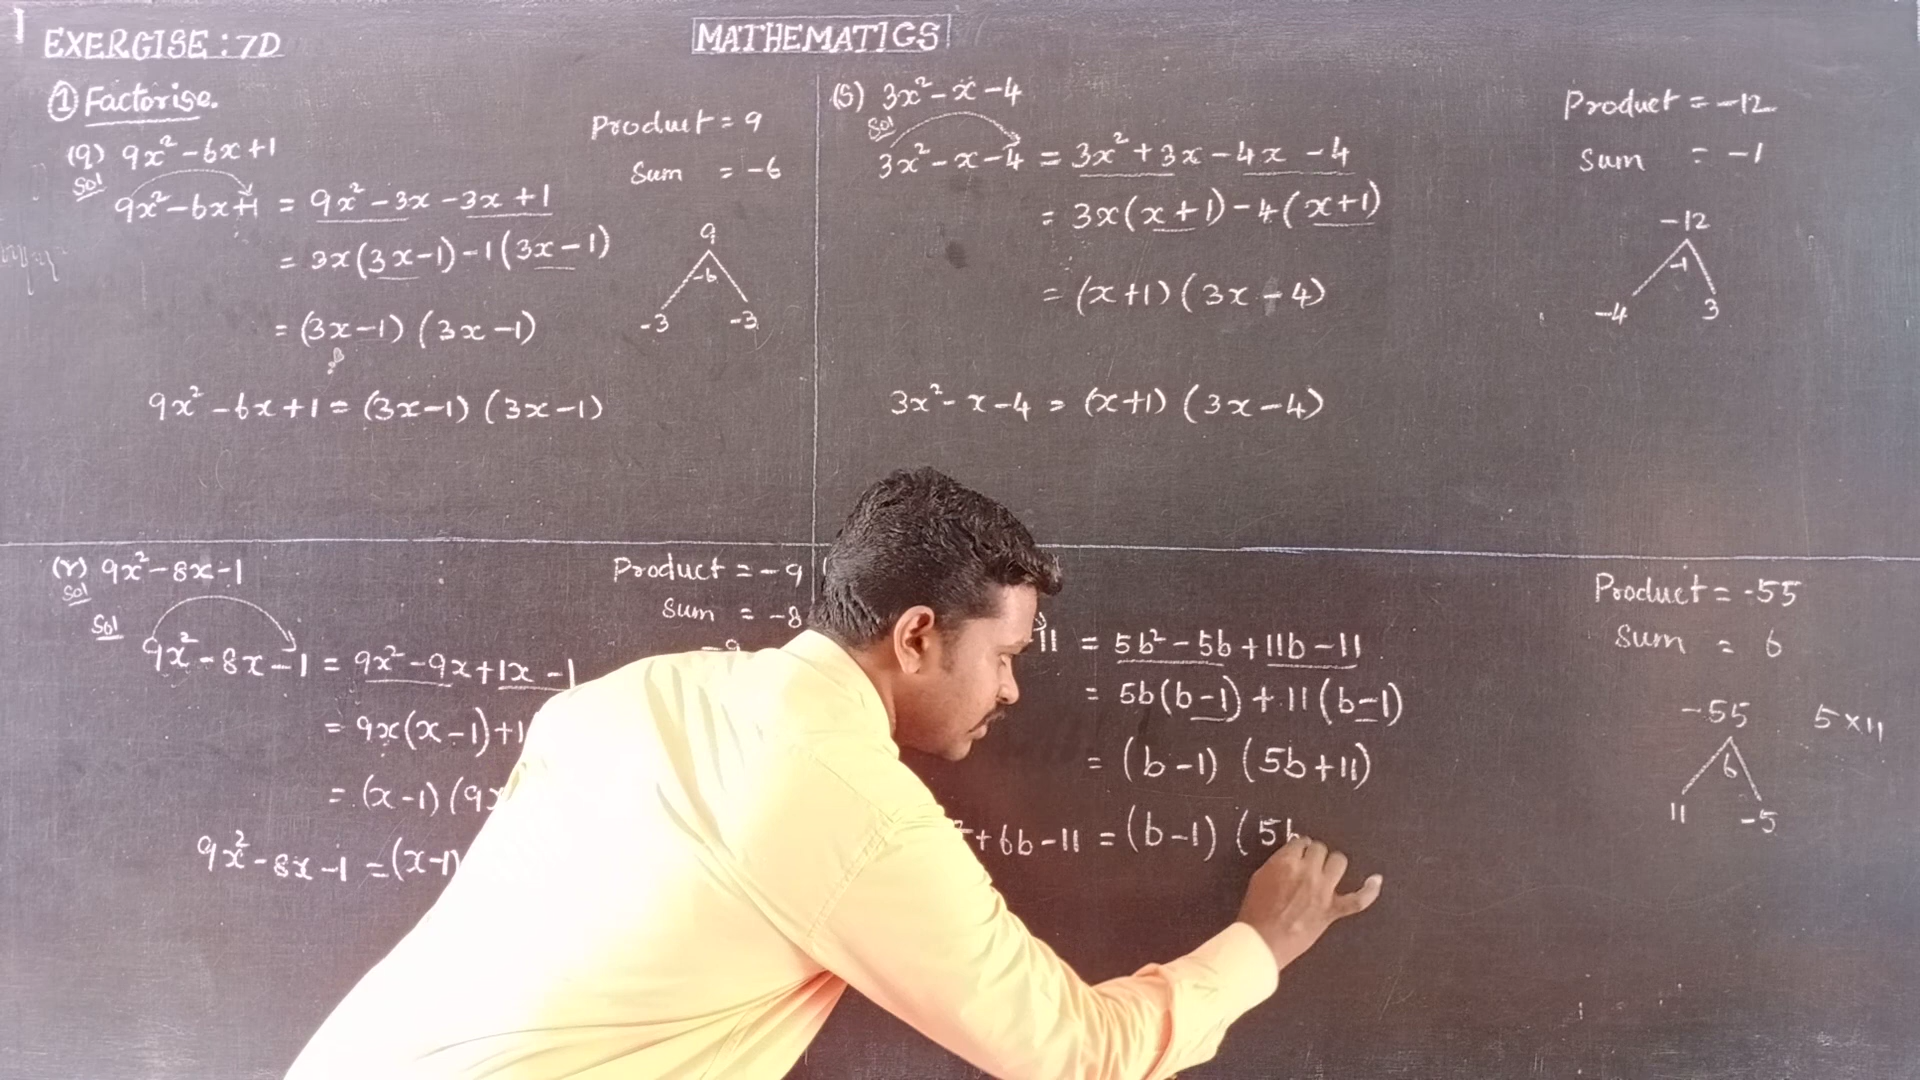 EXERCISE : 7D
MATHEMATICS
① Factorise.
(q) 9x² - 6x + 1
Sol
9x² - 6x + 1 = 9x² - 3x - 3x + 1
= 3x(3x - 1) - 1(3x - 1)
= (3x - 1) (3x - 1)
9x² - 6x + 1 = (3x - 1) (3x - 1)
Product = 9
Sum = -6
9
-6
-3 -3
(S) 3x² - x - 4
Sol
3x² - x - 4 = 3x² + 3x - 4x - 4
= 3x(x + 1) - 4(x + 1)
= (x + 1) (3x - 4)
3x² - x - 4 = (x + 1) (3x - 4)
Product = -12
Sum = -1
-12
-1
-4 3
(r) 9x² - 8x - 1
Sol
Sol
9x² - 8x - 1 = 9x² - 9x + 1x - 1
= 9x(x - 1) + 1
= (x - 1) (9x
9x² - 8x - 1 = (x - 1)
Product = -9
Sum = -8
-9
11 = 5b² - 5b + 11b - 11
= 5b(b - 1) + 11(b - 1)
= (b - 1) (5b + 11)
+ 6b - 11 = (b - 1) (5b
Product = -55
Sum = 6
-55 5 × 11
6
11 -5